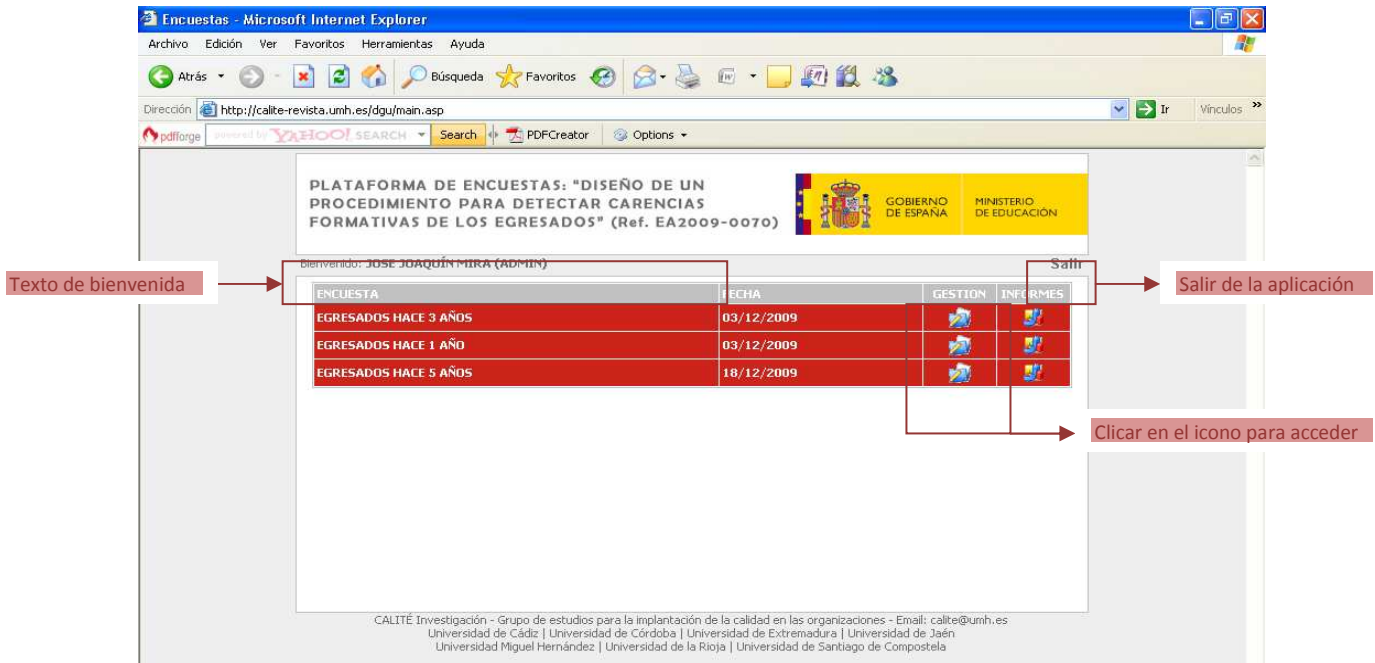 Encuestas - Microsoft Internet Explorer
Archivo Edición Ver Favoritos Herramientas Ayuda
Atrás Búsqueda Favoritos
Dirección http://calite-revista.umh.es/dgu/main.asp Ir Vínculos »
pdfforge powered by YAHOO! SEARCH Search PDFCreator Options
PLATAFORMA DE ENCUESTAS: "DISEÑO DE UN
PROCEDIMIENTO PARA DETECTAR CARENCIAS
FORMATIVAS DE LOS EGRESADOS" (Ref. EA2009-0070)
GOBIERNO
DE ESPAÑA
MINISTERIO
DE EDUCACIÓN
Bienvenido: JOSE JOAQUÍN MIRA (ADMIN) Salir
Texto de bienvenida
Salir de la aplicación
ENCUESTA FECHA GESTION INFORMES
EGRESADOS HACE 3 AÑOS 03/12/2009
EGRESADOS HACE 1 AÑO 03/12/2009
EGRESADOS HACE 5 AÑOS 18/12/2009
Clicar en el icono para acceder
CALITÉ Investigación - Grupo de estudios para la implantación de la calidad en las organizaciones - Email: calite@umh.es
Universidad de Cádiz | Universidad de Córdoba | Universidad de Extremadura | Universidad de Jaén
Universidad Miguel Hernández | Universidad de la Rioja | Universidad de Santiago de Compostela